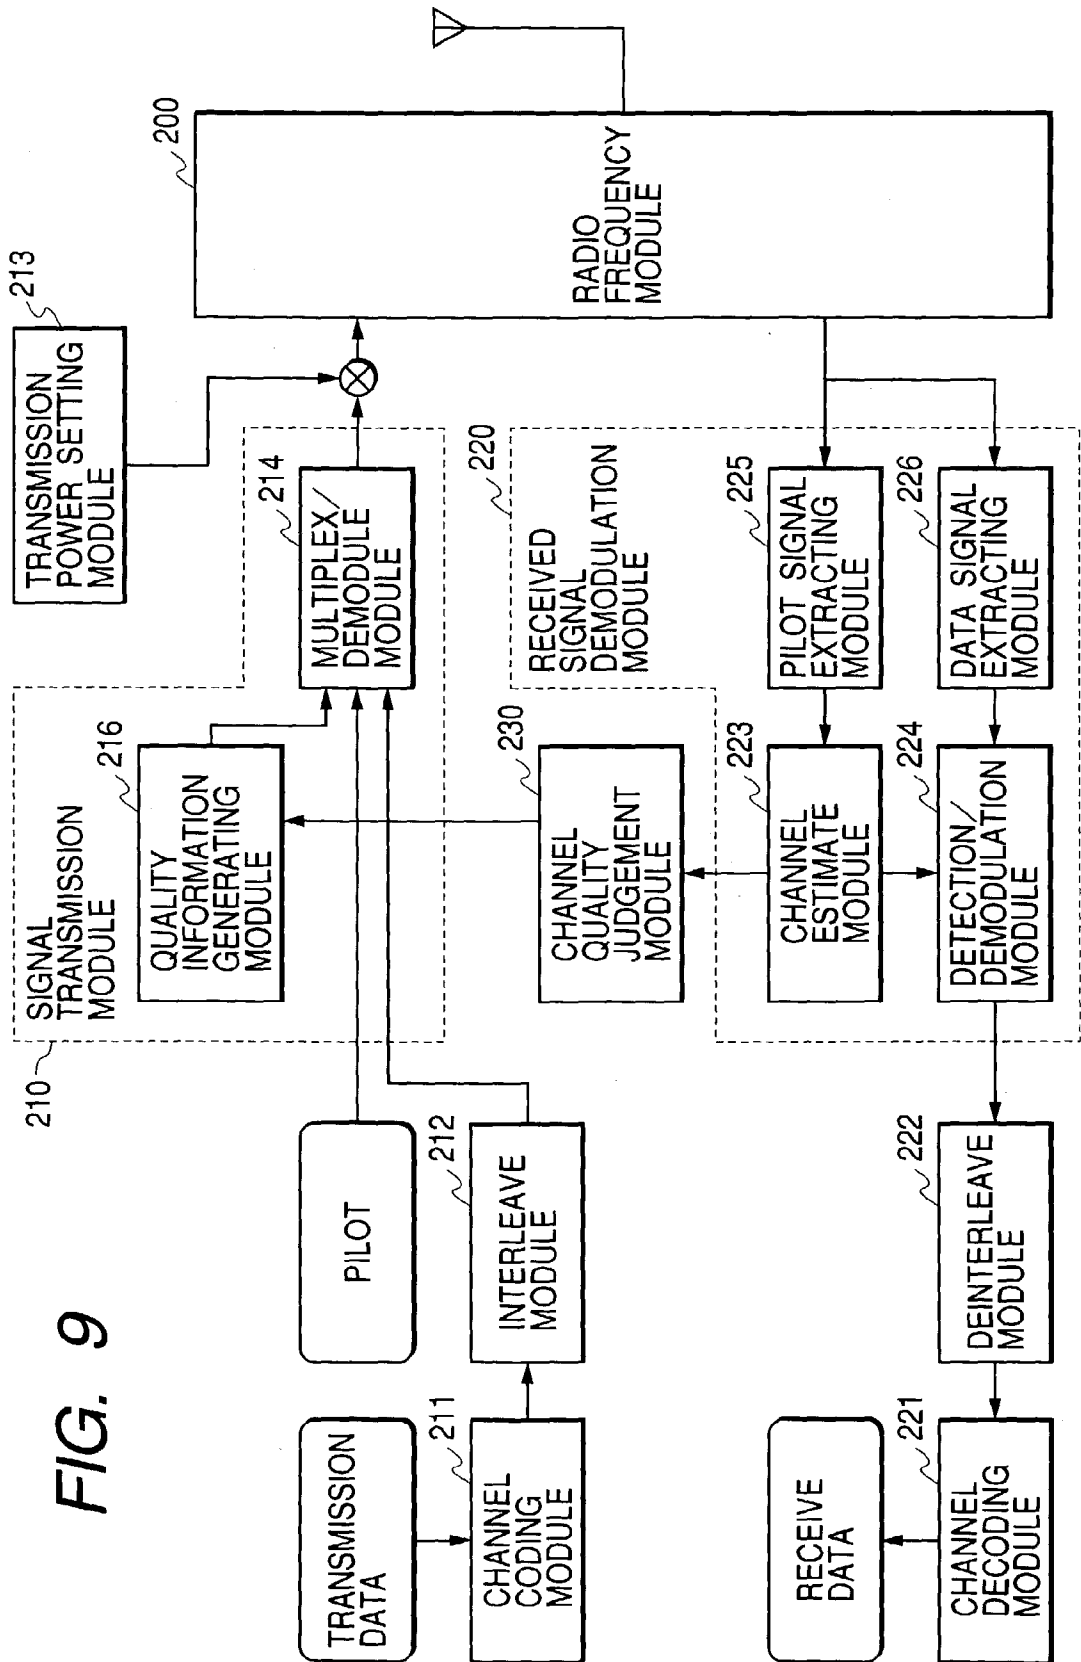 FIG. 9
TRANSMISSION
DATA
211
CHANNEL
CODING
MODULE
PILOT
212
INTERLEAVE
MODULE
210
SIGNAL
TRANSMISSION
MODULE
216
QUALITY
INFORMATION
GENERATING
MODULE
214
MULTIPLEX/
DEMODULE
MODULE
213
TRANSMISSION
POWER SETTING
MODULE
200
RADIO
FREQUENCY
MODULE
230
CHANNEL
QUALITY
JUDGEMENT
MODULE
220
RECEIVED
SIGNAL
DEMODULATION
MODULE
223
CHANNEL
ESTIMATE
MODULE
225
PILOT SIGNAL
EXTRACTING
MODULE
224
DETECTION/
DEMODULATION
MODULE
226
DATA SIGNAL
EXTRACTING
MODULE
RECEIVE
DATA
221
CHANNEL
DECODING
MODULE
222
DEINTERLEAVE
MODULE